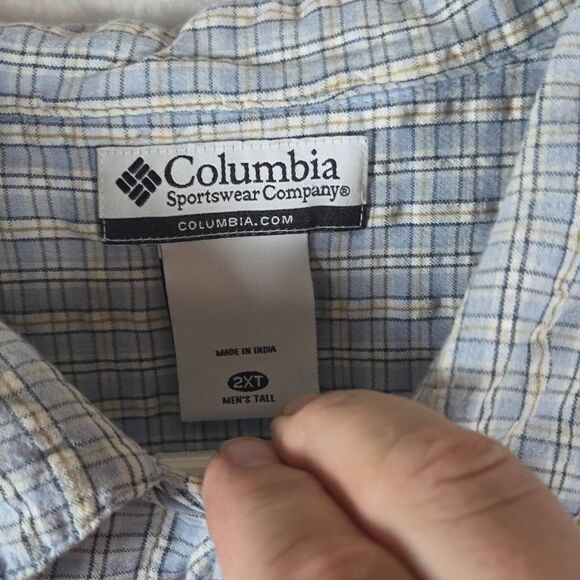 Columbia
Sportswear Company®
COLUMBIA.COM
MADE IN INDIA
2XT
MEN'S TALL